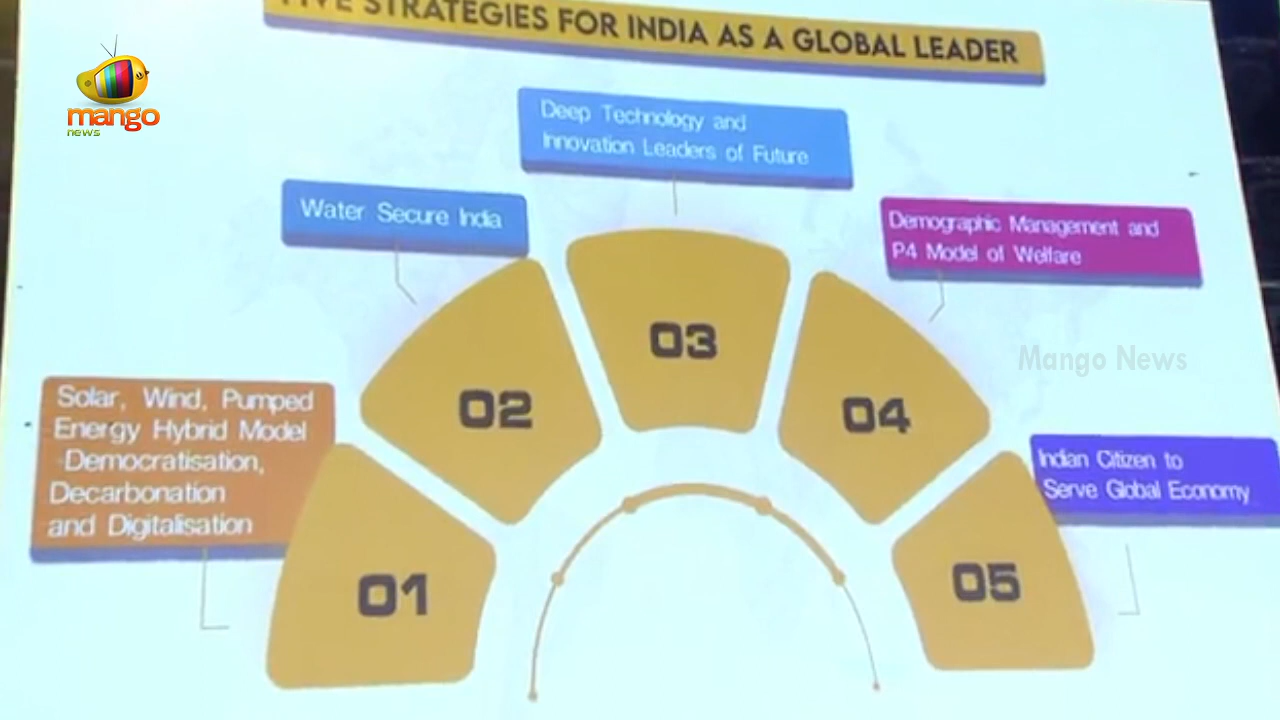 FIVE STRATEGIES FOR INDIA AS A GLOBAL LEADER
mango
news
Deep Technology and
Innovation Leaders of Future
Water Secure India
Demographic Management and
P4 Model of Welfare
03
Mango News
Solar, Wind, Pumped
Energy Hybrid Model
-Democratisation,
Decarbonation
and Digitalisation
02
04
Indian Citizen to
Serve Global Economy
01
05